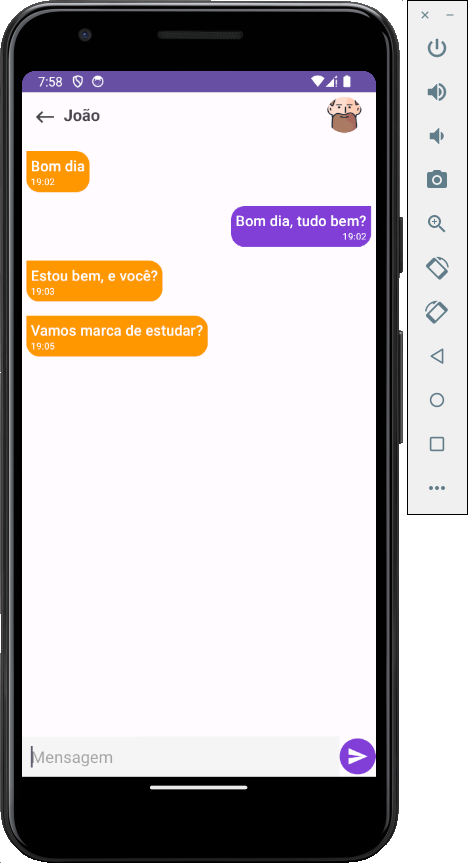 7:58
João
Bom dia
19:02
Bom dia, tudo bem?
19:02
Estou bem, e você?
19:03
Vamos marca de estudar?
19:05
Mensagem